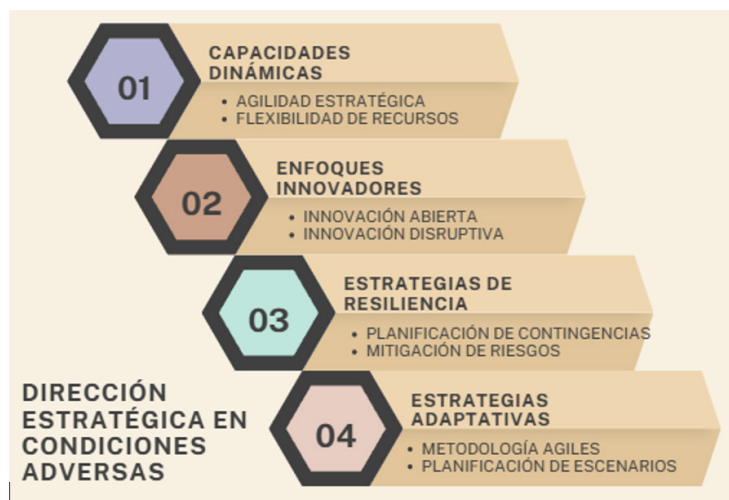 01
CAPACIDADES
DINÁMICAS
• AGILIDAD ESTRATÉGICA
• FLEXIBILIDAD DE RECURSOS
02
ENFOQUES
INNOVADORES
• INNOVACIÓN ABIERTA
• INNOVACIÓN DISRUPTIVA
03
ESTRATEGIAS DE
RESILIENCIA
• PLANIFICACIÓN DE CONTINGENCIAS
• MITIGACIÓN DE RIESGOS
04
ESTRATEGIAS
ADAPTATIVAS
• METODOLOGÍA AGILES
• PLANIFICACIÓN DE ESCENARIOS
DIRECCIÓN
ESTRATÉGICA EN
CONDICIONES
ADVERSAS